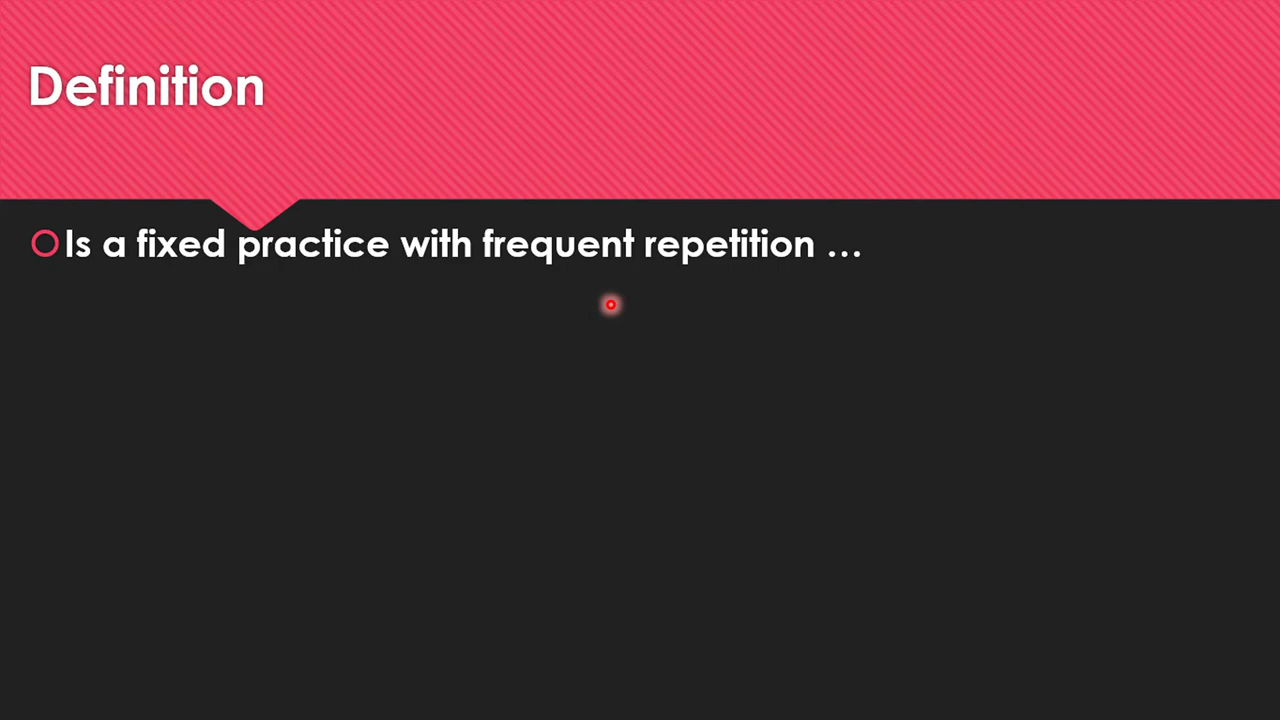 Definition
Is a fixed practice with frequent repetition …